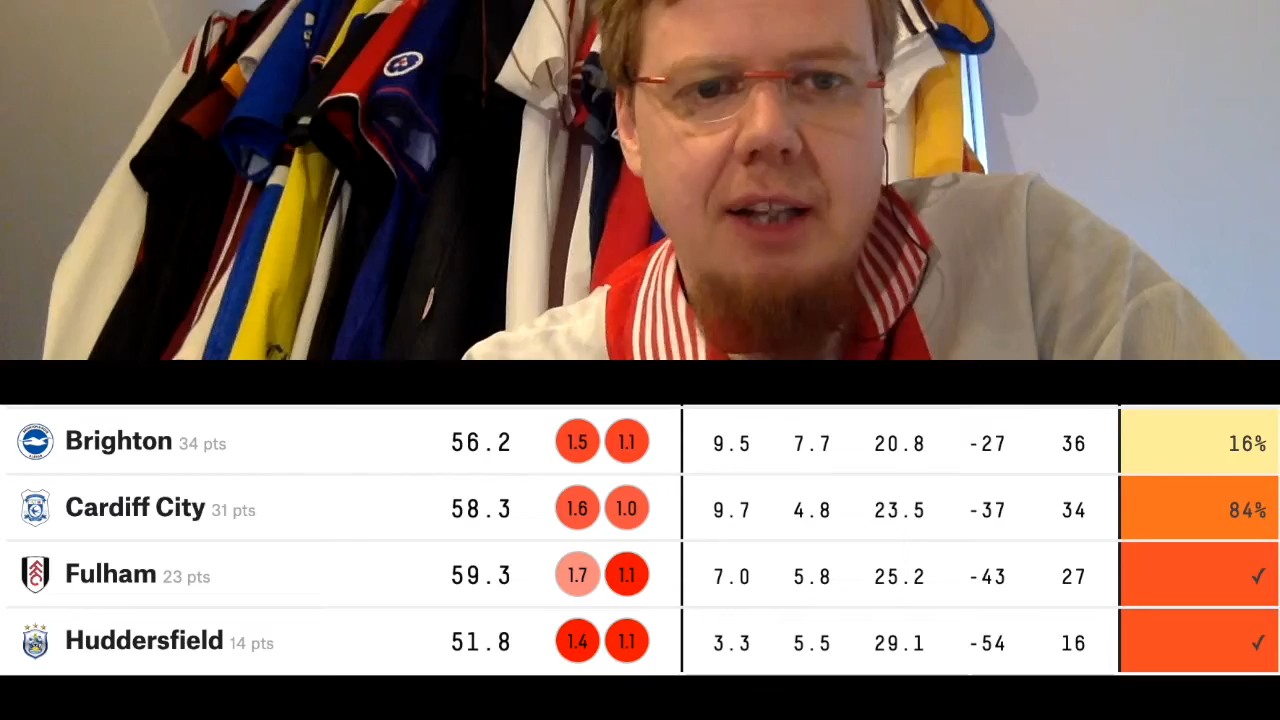 Brighton 34 pts 56.2 1.5 1.1 9.5 7.7 20.8 -27 36 16%
Cardiff City 31 pts 58.3 1.6 1.0 9.7 4.8 23.5 -37 34 84%
Fulham 23 pts 59.3 1.7 1.1 7.0 5.8 25.2 -43 27 ✓
Huddersfield 14 pts 51.8 1.4 1.1 3.3 5.5 29.1 -54 16 ✓